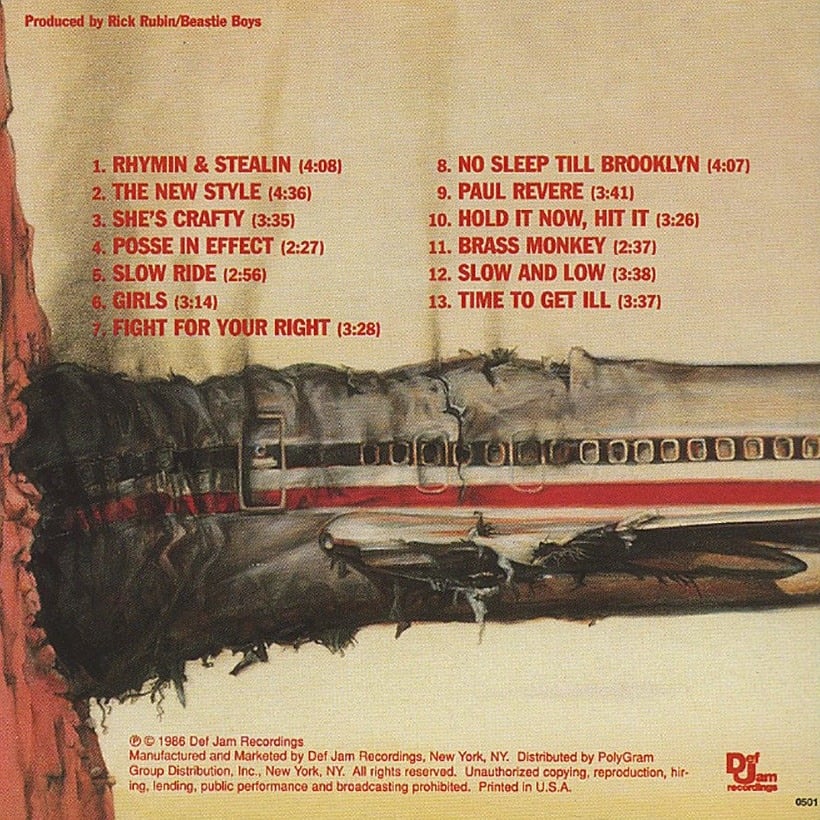 Produced by Rick Rubin/Beastie Boys
1. RHYMIN & STEALIN (4:08)
2. THE NEW STYLE (4:36)
3. SHE'S CRAFTY (3:35)
4. POSSE IN EFFECT (2:27)
5. SLOW RIDE (2:56)
6. GIRLS (3:14)
7. FIGHT FOR YOUR RIGHT (3:28)
8. NO SLEEP TILL BROOKLYN (4:07)
9. PAUL REVERE (3:41)
10. HOLD IT NOW, HIT IT (3:26)
11. BRASS MONKEY (2:37)
12. SLOW AND LOW (3:38)
13. TIME TO GET ILL (3:37)
℗ © 1986 Def Jam Recordings
Manufactured and Marketed by Def Jam Recordings, New York, NY. Distributed by PolyGram
Group Distribution, Inc., New York, NY. All rights reserved. Unauthorized copying, reproduction, hir-
ing, lending, public performance and broadcasting prohibited. Printed in U.S.A.
Def
Jam
recordings
0501